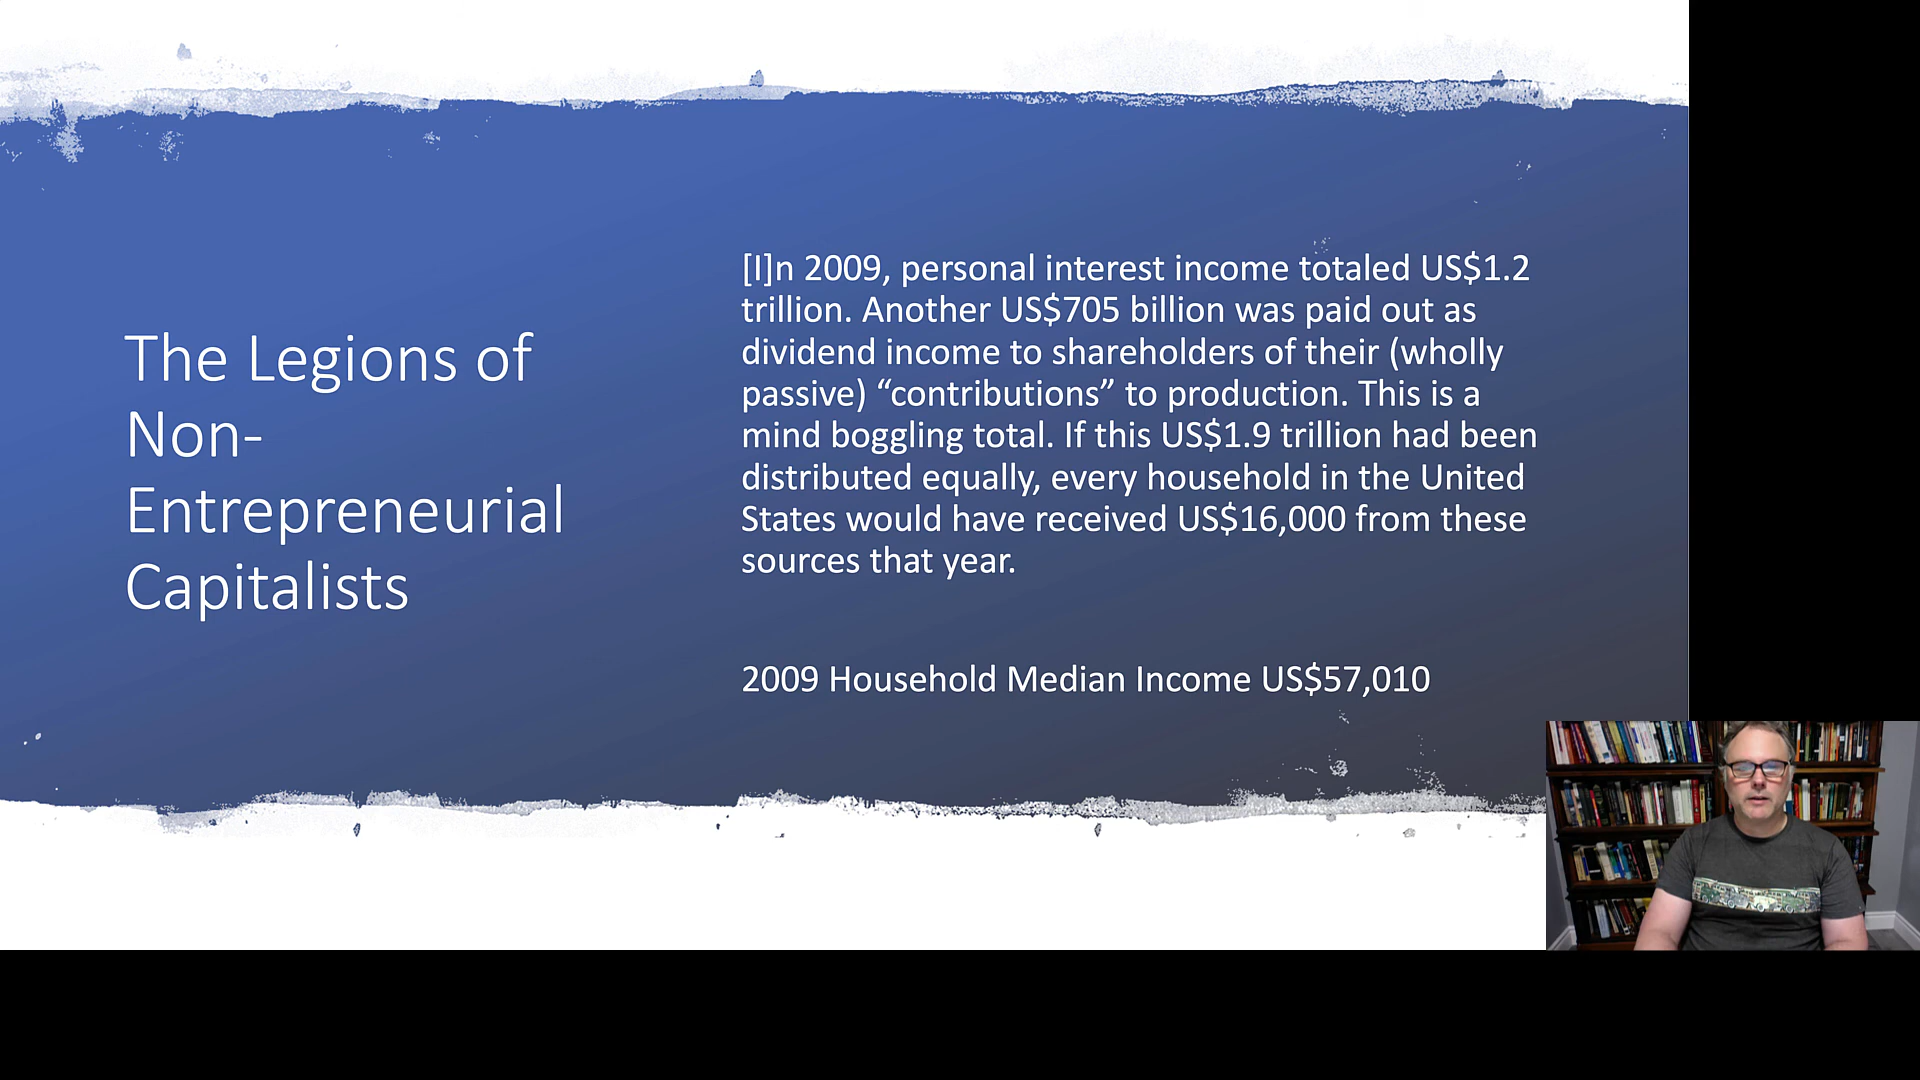 The Legions of
Non-
Entrepreneurial
Capitalists
[I]n 2009, personal interest income totaled US$1.2
trillion. Another US$705 billion was paid out as
dividend income to shareholders of their (wholly
passive) “contributions” to production. This is a
mind boggling total. If this US$1.9 trillion had been
distributed equally, every household in the United
States would have received US$16,000 from these
sources that year.
2009 Household Median Income US$57,010